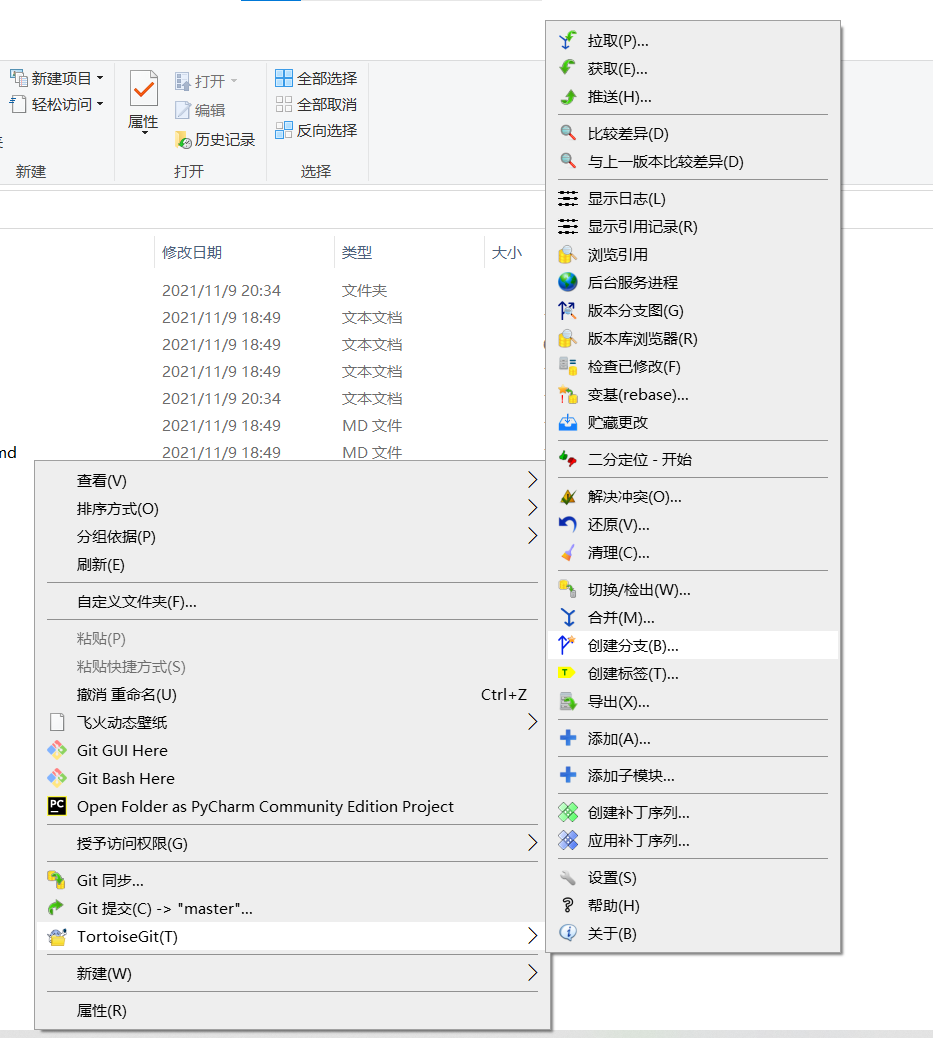 新建项目
轻松访问
新建
属性
打开
编辑
历史记录
打开
全部选择
全部取消
反向选择
选择
修改日期 类型 大小
2021/11/9 20:34 文件夹
2021/11/9 18:49 文本文档
2021/11/9 18:49 文本文档
2021/11/9 18:49 文本文档
2021/11/9 20:34 文本文档
2021/11/9 18:49 MD 文件
2021/11/9 18:49 MD 文件
查看(V)
排序方式(O)
分组依据(P)
刷新(E)
自定义文件夹(F)...
粘贴(P)
粘贴快捷方式(S)
撤消 重命名(U) Ctrl+Z
飞火动态壁纸
Git GUI Here
Git Bash Here
PC Open Folder as PyCharm Community Edition Project
授予访问权限(G)
Git 同步...
Git 提交(C) -> "master"...
TortoiseGit(T)
新建(W)
属性(R)
拉取(P)...
获取(E)...
推送(H)...
比较差异(D)
与上一版本比较差异(D)
显示日志(L)
显示引用记录(R)
浏览引用
后台服务进程
版本分支图(G)
版本库浏览器(R)
检查已修改(F)
变基(rebase)...
贮藏更改
二分定位 - 开始
解决冲突(O)...
还原(V)...
清理(C)...
切换/检出(W)...
合并(M)...
创建分支(B)...
创建标签(T)...
导出(X)...
添加(A)...
添加子模块...
创建补丁序列...
应用补丁序列...
设置(S)
帮助(H)
关于(B)